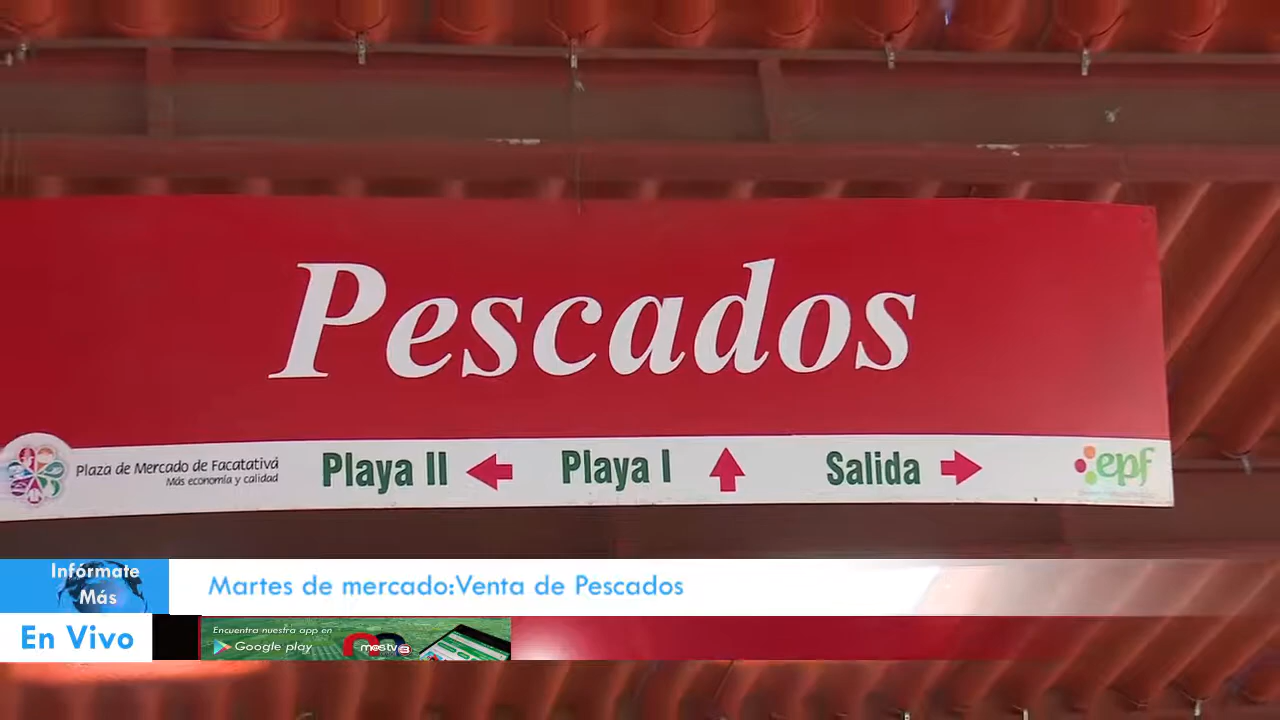 Pescados
Plaza de Mercado de Facatativá
Más economía y calidad
Playa II
Playa I
Salida
epf
Infórmate
Más
Martes de mercado:Venta de Pescados
En Vivo
Encuentra nuestra app en
Google play
mastv